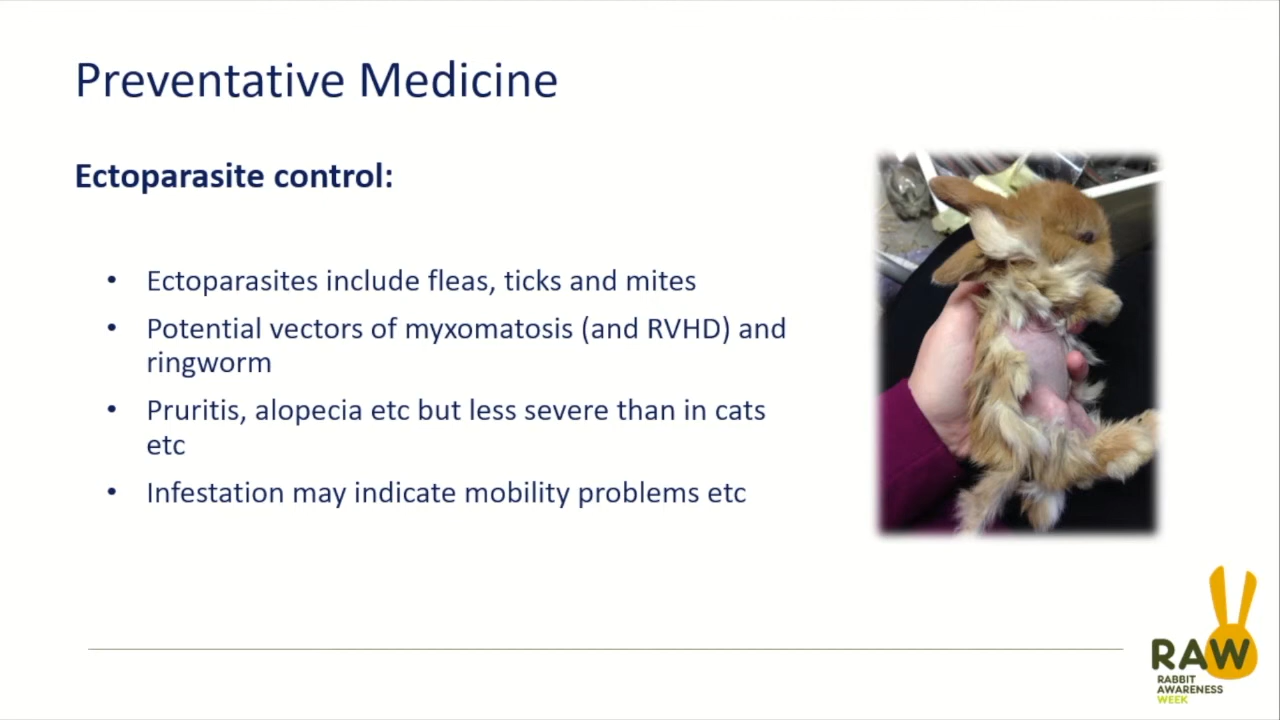 Preventative Medicine
Ectoparasite control:
• Ectoparasites include fleas, ticks and mites
• Potential vectors of myxomatosis (and RVHD) and
ringworm
• Pruritis, alopecia etc but less severe than in cats
etc
• Infestation may indicate mobility problems etc
RAW
RABBIT
AWARENESS
WEEK